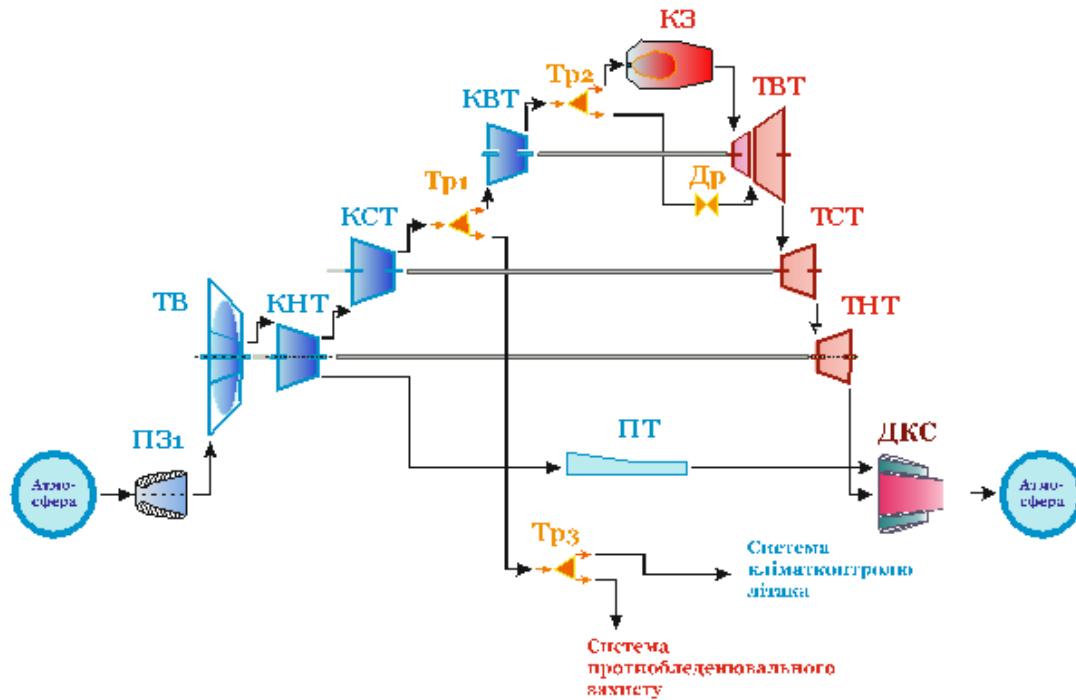 КЗ
Тр2
ТВТ
КВТ
Тр1
Др
КСТ
ТСТ
ТВ
КНТ
ТНТ
ПЗ1
ПТ
ДКС
Атмо-
сфера
Атмо-
сфера
Тр3
Система
кліматконтролю
літака
Система
протиобледенювального
захисту